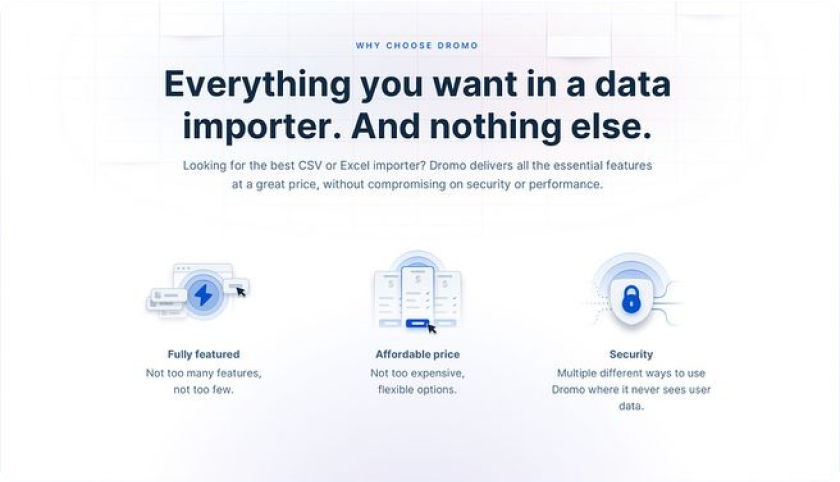 WHY CHOOSE DROMO
Everything you want in a data
importer. And nothing else.
Looking for the best CSV or Excel importer? Dromo delivers all the essential features
at a great price, without compromising on security or performance.
$ $ $
Fully featured
Affordable price
Security
Not too many features,
not too few.
Not too expensive,
flexible options.
Multiple different ways to use
Dromo where it never sees user
data.